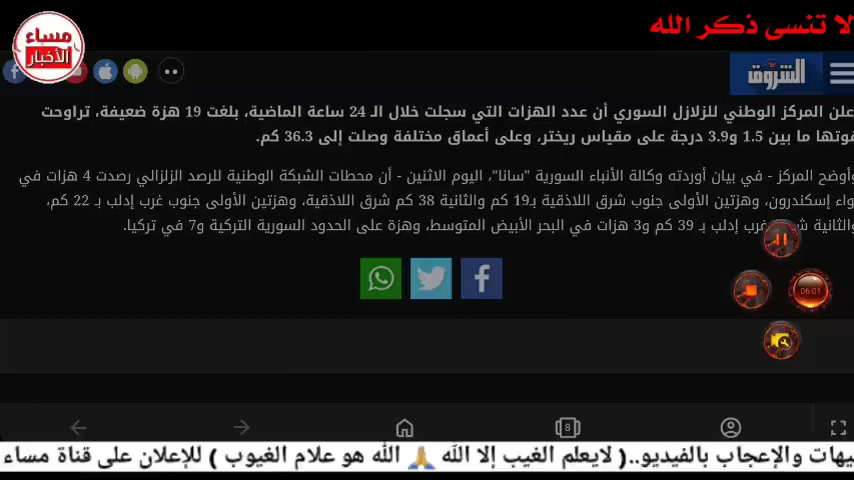 لا تنسى ذكر الله
مساء
الأخبار
الشروق
علن المركز الوطني للزلازل السوري أن عدد الهزات التي سجلت خلال الـ 24 ساعة الماضية، بلغت 19 هزة ضعيفة، تراوحت
قوتها ما بين 1.5 و3.9 درجة على مقياس ريختر، وعلى أعماق مختلفة وصلت إلى 36.3 كم.
وأوضح المركز - في بيان أوردته وكالة الأنباء السورية "سانا"، اليوم الاثنين - أن محطات الشبكة الوطنية للرصد الزلزالي رصدت 4 هزات في
واء إسكندرون، وهزتين الأولى جنوب شرق اللاذقية بـ19 كم والثانية 38 كم شرق اللاذقية، وهزتين الأولى جنوب غرب إدلب بـ 22 كم،
والثانية غرب إدلب بـ 39 كم و3 هزات في البحر الأبيض المتوسط، وهزة على الحدود السورية التركية و7 في تركيا.
06:01
8
يهات والإعجاب بالفيديو..( لايعلم الغيب إلا الله 🙏 الله هو علام الغيوب ) للإعلان على قناة مساء